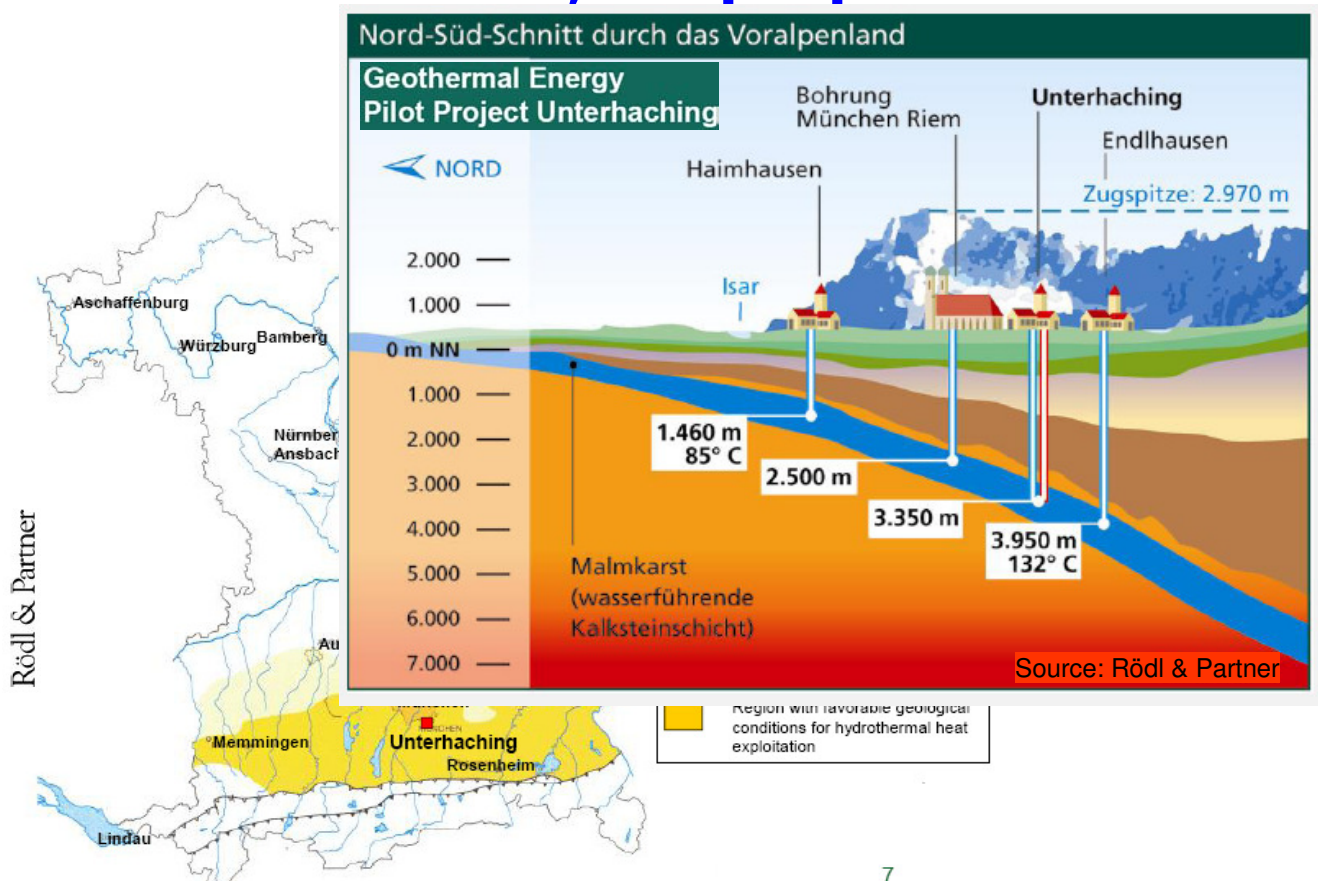 Nord-Süd-Schnitt durch das Voralpenland
Geothermal Energy
Pilot Project Unterhaching
NORD
Haimhausen
Bohrung
München Riem
Unterhaching
Endlhausen
Zugspitze: 2.970 m
Isar
2.000
1.000
0 m NN
1.000
2.000
3.000
4.000
5.000
6.000
7.000
1.460 m
85° C
2.500 m
3.350 m
3.950 m
132° C
Malmkarst
(wasserführende
Kalksteinschicht)
Source: Rödl & Partner
Rödl & Partner
Aschaffenburg
Würzburg
Bamberg
Nürnber
Ansbach
Au
Memmingen
Unterhaching
Rosenheim
Lindau
Region with favorable geological
conditions for hydrothermal heat
exploitation
7